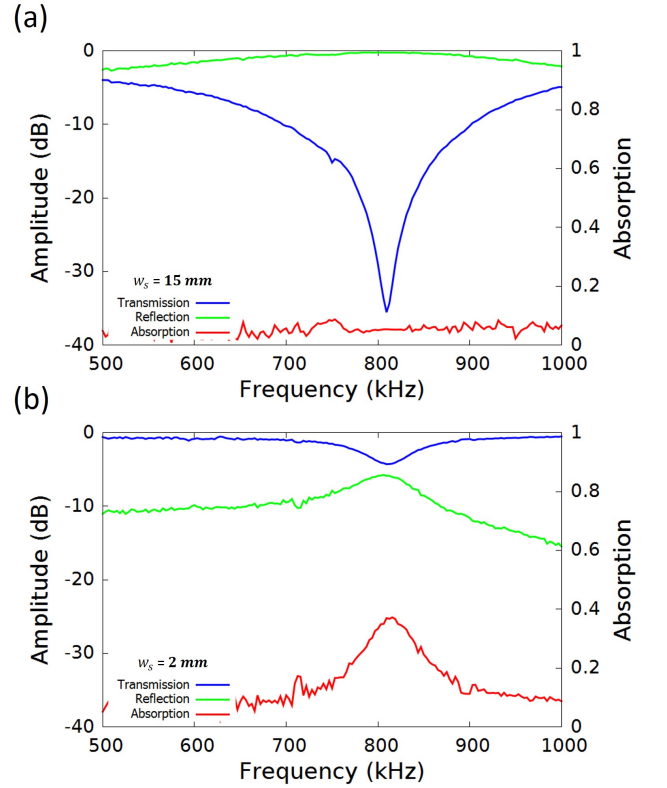 (a)
0
-10
-20
-30
-40
Amplitude (dB)
1
0.8
0.6
0.4
0.2
0
Absorption
w_s = 15 mm
Transmission
Reflection
Absorption
500 600 700 800 900 1000
Frequency (kHz)
(b)
0
-10
-20
-30
-40
Amplitude (dB)
1
0.8
0.6
0.4
0.2
0
Absorption
w_s = 2 mm
Transmission
Reflection
Absorption
500 600 700 800 900 1000
Frequency (kHz)